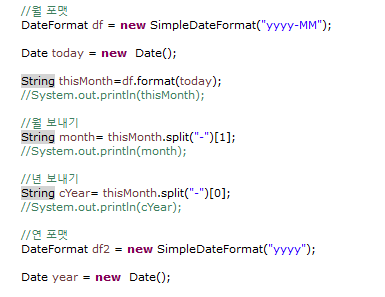 //월 포맷
DateFormat df = new SimpleDateFormat("yyyy-MM");
Date today = new  Date();
String thisMonth=df.format(today);
//System.out.println(thisMonth);
//월 보내기
String month= thisMonth.split("-")[1];
//System.out.println(month);
//년 보내기
String cYear= thisMonth.split("-")[0];
//System.out.println(cYear);
//연 포맷
DateFormat df2 = new SimpleDateFormat("yyyy");
Date year = new  Date();